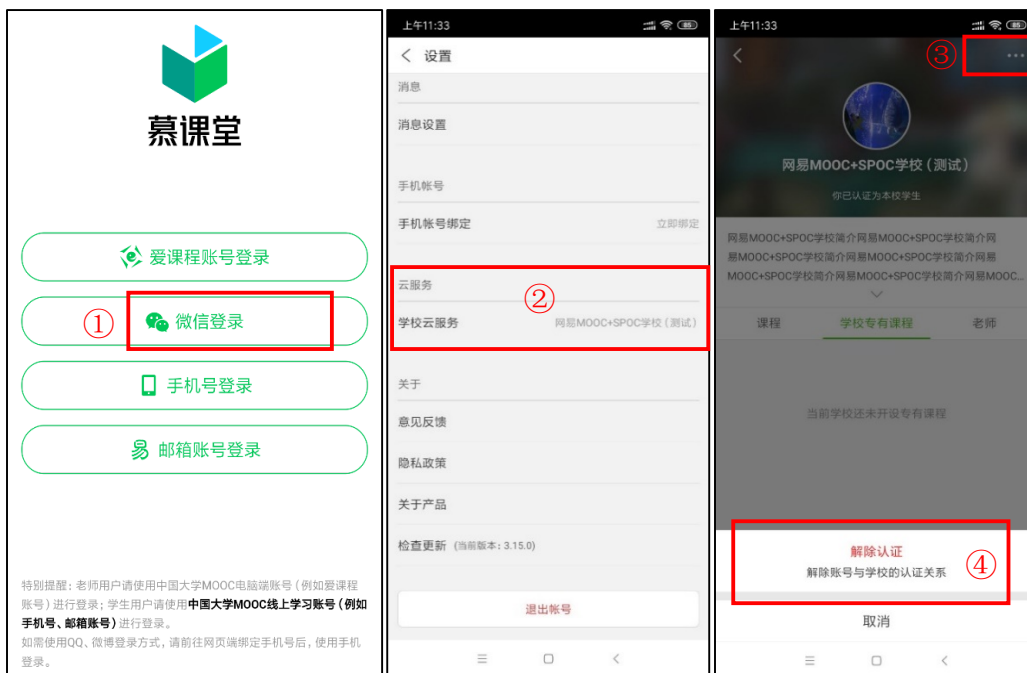 慕课堂
爱课程账号登录
①
微信登录
手机号登录
邮箱账号登录
特别提醒：老师用户请使用中国大学MOOC电脑端账号（例如爱课程
账号）进行登录；学生用户请使用中国大学MOOC线上学习账号（例如
手机号、邮箱账号）进行登录。
如需使用QQ、微博登录方式，请前往网页端绑定手机号后，使用手机
登录。
上午11:33
85
设置
消息
消息设置
手机帐号
手机帐号绑定
立即绑定
云服务
②
学校云服务
网易MOOC+SPOC学校（测试）
关于
意见反馈
隐私政策
关于产品
检查更新（当前版本：3.15.0）
退出帐号
上午11:33
85
③
网易MOOC+SPOC学校（测试）
你已认证为本校学生
网易MOOC+SPOC学校简介网易MOOC+SPOC学校简介网
易MOOC+SPOC学校简介网易MOOC+SPOC学校简介网易
MOOC+SPOC学校简介网易MOOC+SPOC学校简介网易MOOC...
课程
学校专有课程
老师
当前学校还未开设专有课程
解除认证
解除账号与学校的认证关系
④
取消